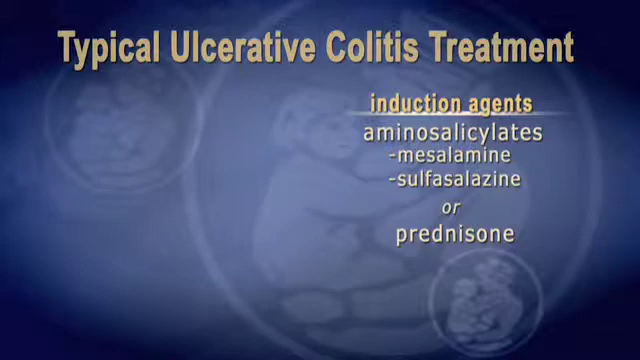 Typical Ulcerative Colitis Treatment
induction agents
aminosalicylates
-mesalamine
-sulfasalazine
or
prednisone